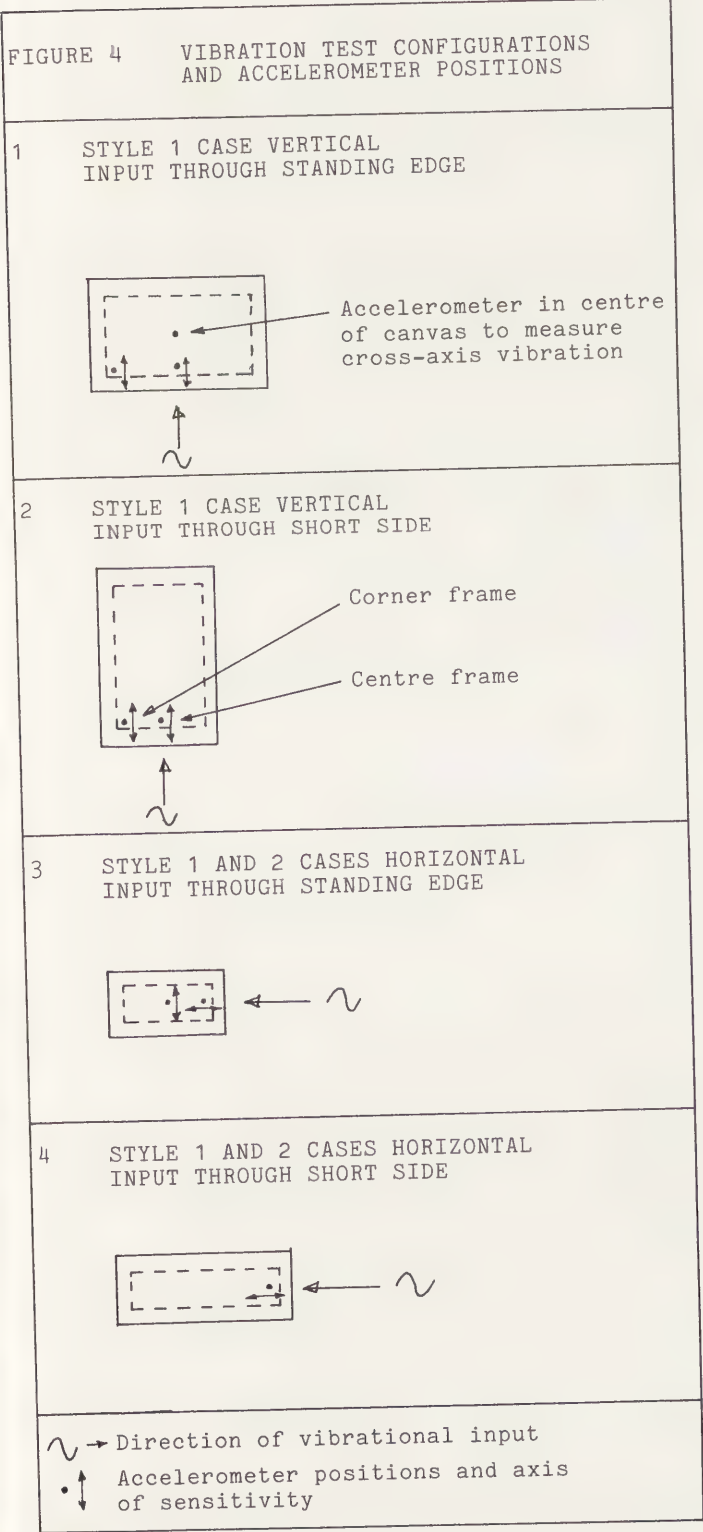 FIGURE 4 VIBRATION TEST CONFIGURATIONS
AND ACCELEROMETER POSITIONS
1 STYLE 1 CASE VERTICAL
INPUT THROUGH STANDING EDGE
Accelerometer in centre
of canvas to measure
cross-axis vibration
2 STYLE 1 CASE VERTICAL
INPUT THROUGH SHORT SIDE
Corner frame
Centre frame
3 STYLE 1 AND 2 CASES HORIZONTAL
INPUT THROUGH STANDING EDGE
4 STYLE 1 AND 2 CASES HORIZONTAL
INPUT THROUGH SHORT SIDE
Direction of vibrational input
Accelerometer positions and axis
of sensitivity